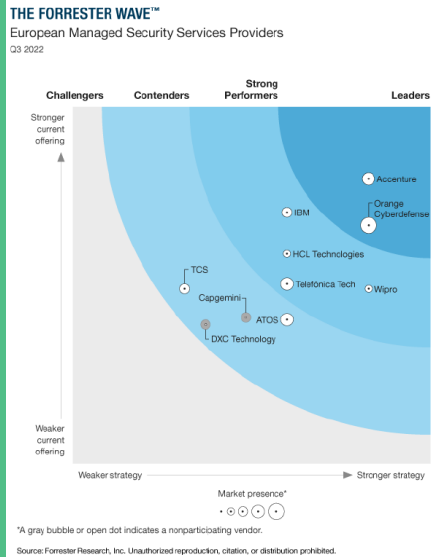 THE FORRESTER WAVE™
European Managed Security Services Providers
Q3 2022
Challengers
Contenders
Strong
Performers
Leaders
Stronger
current
offering
Accenture
Orange
Cyberdefense
IBM
HCL Technologies
TCS
Telefónica Tech
Wipro
Capgemini
ATOS
DXC Technology
Weaker
current
offering
Weaker strategy
Stronger strategy
Market presence*
*A gray bubble or open dot indicates a nonparticipating vendor.
Source: Forrester Research, Inc. Unauthorized reproduction, citation, or distribution prohibited.